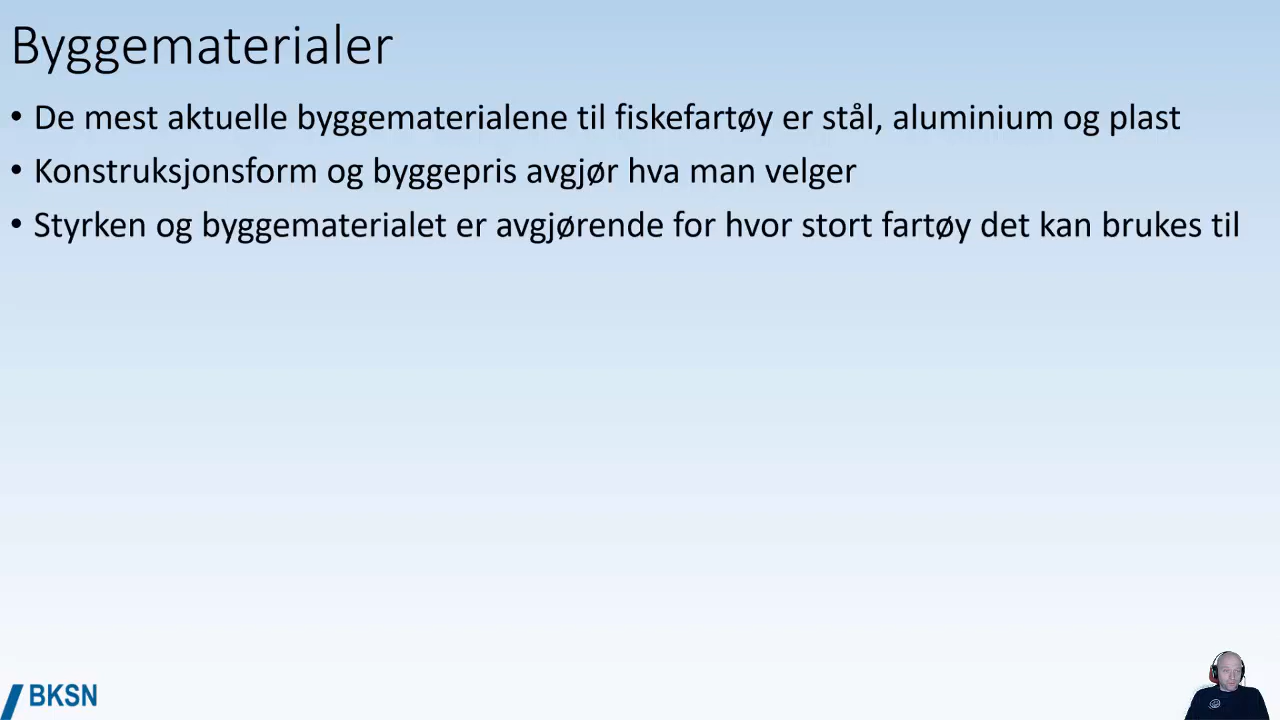 Byggematerialer
• De mest aktuelle byggematerialene til fiskefartøy er stål, aluminium og plast
• Konstruksjonsform og byggepris avgjør hva man velger
• Styrken og byggematerialet er avgjørende for hvor stort fartøy det kan brukes til
BKSN